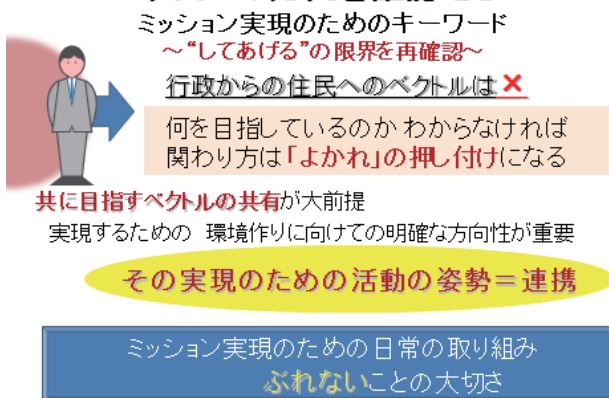 ミッション実現のためのキーワード
～“してあげる”の限界を再確認～
行政からの住民へのベクトルは×
何を目指しているのか わからなければ
関わり方は「よかれ」の押し付けになる
共に目指すベクトルの共有が大前提
実現するための 環境作りに向けての明確な方向性が重要
その実現のための活動の姿勢＝連携
ミッション実現のための日常の取り組み
ぶれないことの大切さ